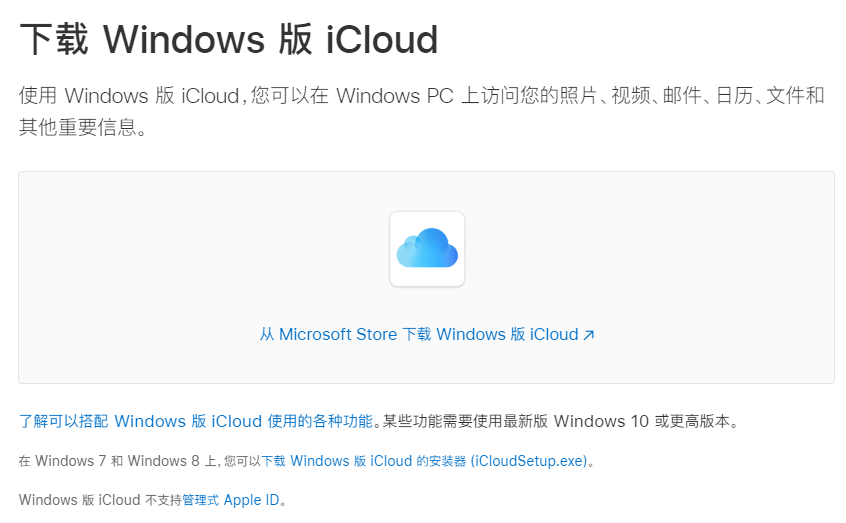 下载 Windows 版 iCloud
使用 Windows 版 iCloud，您可以在 Windows PC 上访问您的照片、视频、邮件、日历、文件和
其他重要信息。
从 Microsoft Store 下载 Windows 版 iCloud ↗
了解可以搭配 Windows 版 iCloud 使用的各种功能。某些功能需要使用最新版 Windows 10 或更高版本。
在 Windows 7 和 Windows 8 上，您可以下载 Windows 版 iCloud 的安装器 (iCloudSetup.exe)。
Windows 版 iCloud 不支持管理式 Apple ID。